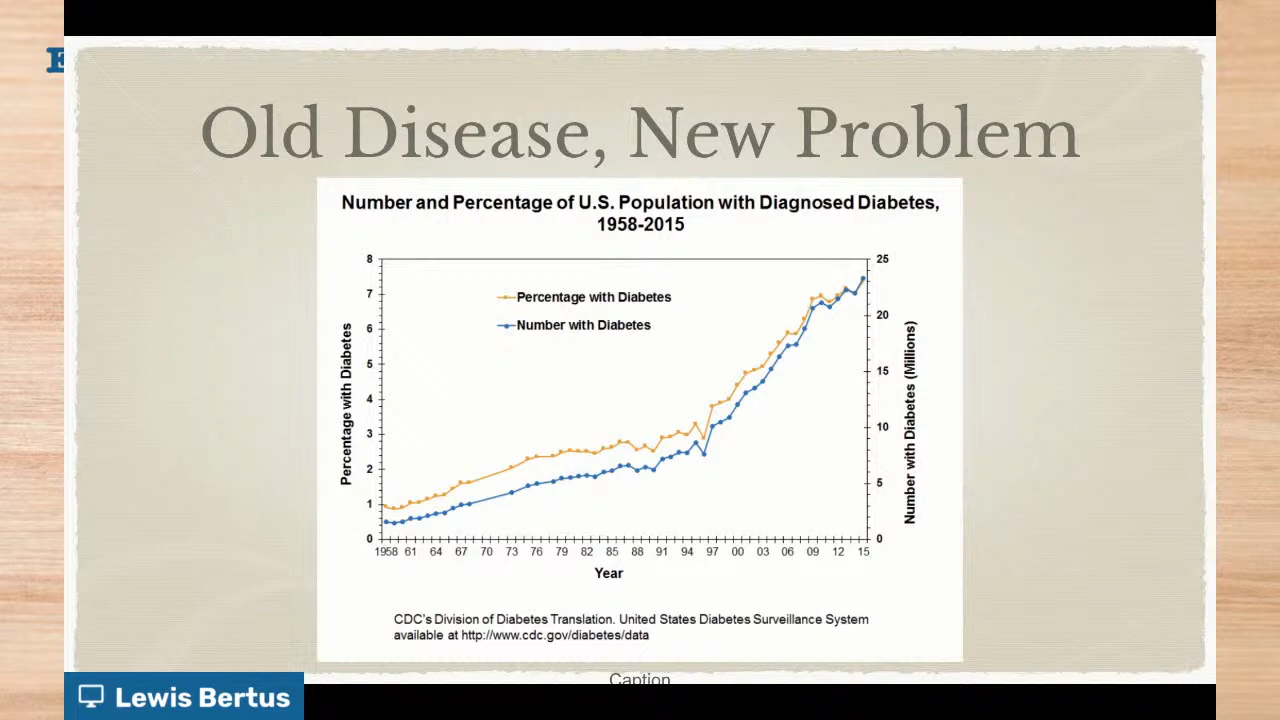 E
Old Disease, New Problem
Number and Percentage of U.S. Population with Diagnosed Diabetes,
1958-2015
Percentage with Diabetes
Number with Diabetes
Percentage with Diabetes
8
7
6
5
4
3
2
1
0
25
20
15
10
5
0
Number with Diabetes (Millions)
1958 61 64 67 70 73 76 79 82 85 88 91 94 97 00 03 06 09 12 15
Year
CDC's Division of Diabetes Translation. United States Diabetes Surveillance System
available at http://www.cdc.gov/diabetes/data
Caption
Lewis Bertus